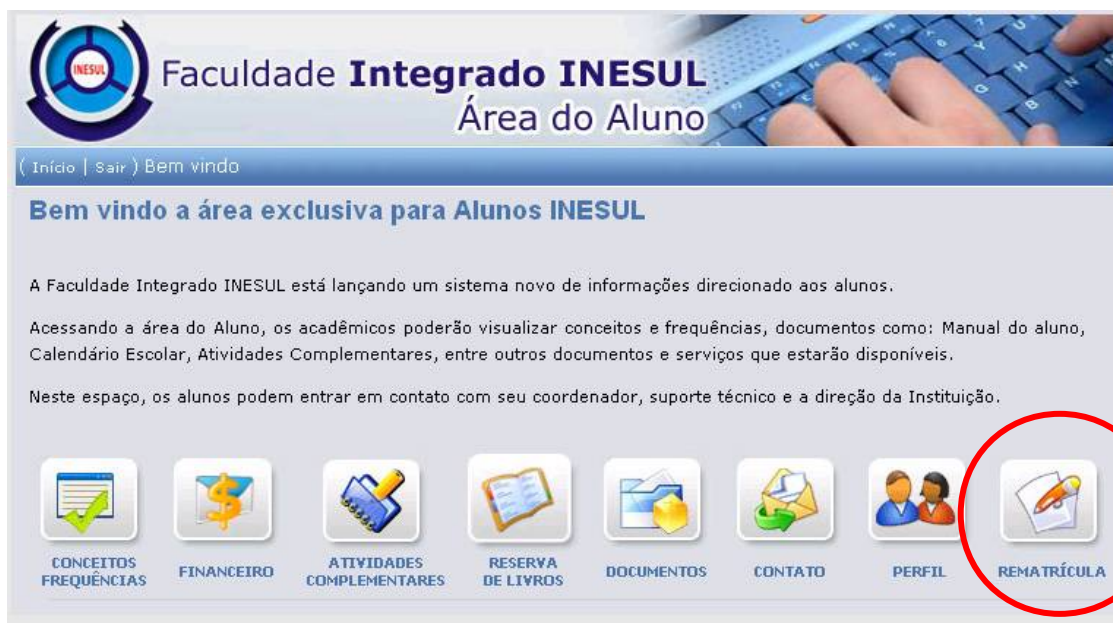 INESUL
Faculdade Integrado INESUL
Área do Aluno
( Início | Sair ) Bem vindo
Bem vindo a área exclusiva para Alunos INESUL
A Faculdade Integrado INESUL está lançando um sistema novo de informações direcionado aos alunos.
Acessando a área do Aluno, os acadêmicos poderão visualizar conceitos e frequências, documentos como: Manual do aluno,
Calendário Escolar, Atividades Complementares, entre outros documentos e serviços que estarão disponíveis.
Neste espaço, os alunos podem entrar em contato com seu coordenador, suporte técnico e a direção da Instituição.
CONCEITOS
FREQUÊNCIAS
FINANCEIRO
ATIVIDADES
COMPLEMENTARES
RESERVA
DE LIVROS
DOCUMENTOS
CONTATO
PERFIL
REMATRÍCULA